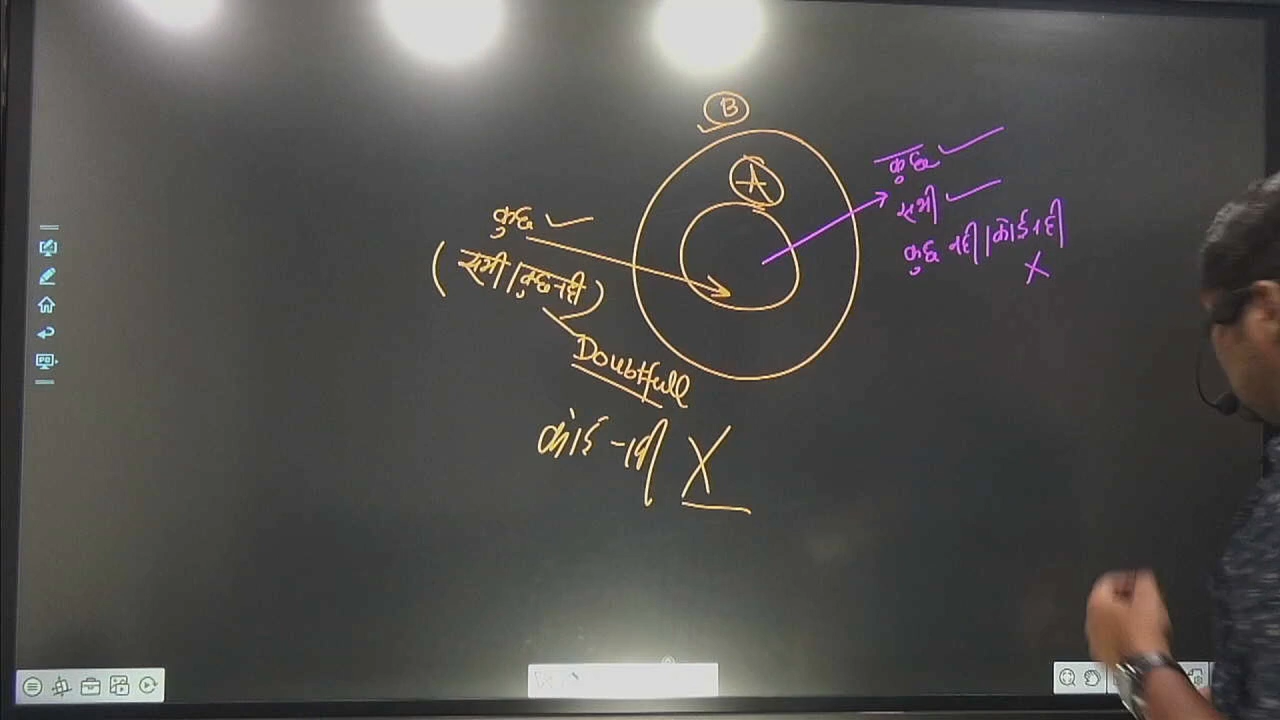 B
A
कुछ
सभी
कुछ नही | कोई नही
X
कुछ
( सभी | कुछ नही )
Doubtfull
कोई नही X